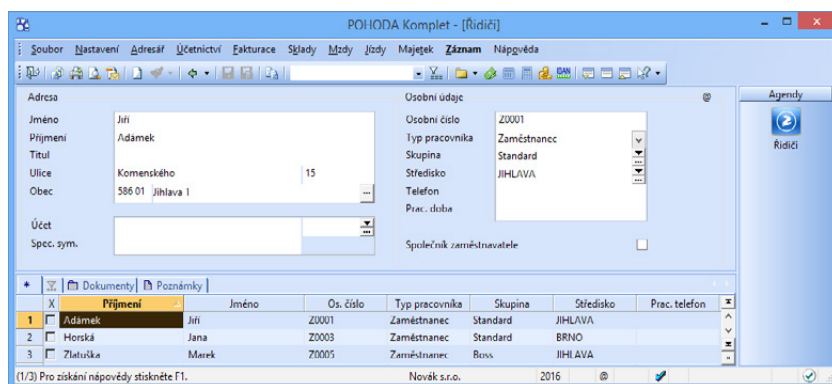 POHODA Komplet - [Řidiči]
Soubor Nastavení Adresář Účetnictví Fakturace Sklady Mzdy Jízdy Majetek Záznam Nápověda
DAN
Adresa Osobní údaje @ Agendy
Jméno Jiří Osobní číslo Z0001
Příjmení Adámek Typ pracovníka Zaměstnanec
Řidiči
Titul Skupina Standard
Ulice Komenského 15 Středisko JIHLAVA
Obec 586 01 Jihlava 1 Telefon
Prac. doba
Účet
Spec. sym. Společník zaměstnavatele
* Dokumenty Poznámky
X Příjmení Jméno Os. číslo Typ pracovníka Skupina Středisko Prac. telefon
1 Adámek Jiří Z0001 Zaměstnanec Standard JIHLAVA
2 Horská Jana Z0003 Zaměstnanec Standard BRNO
3 Zlatuška Marek Z0005 Zaměstnanec Boss JIHLAVA
(1/3) Pro získání nápovědy stiskněte F1. Novák s.r.o. 2016 @